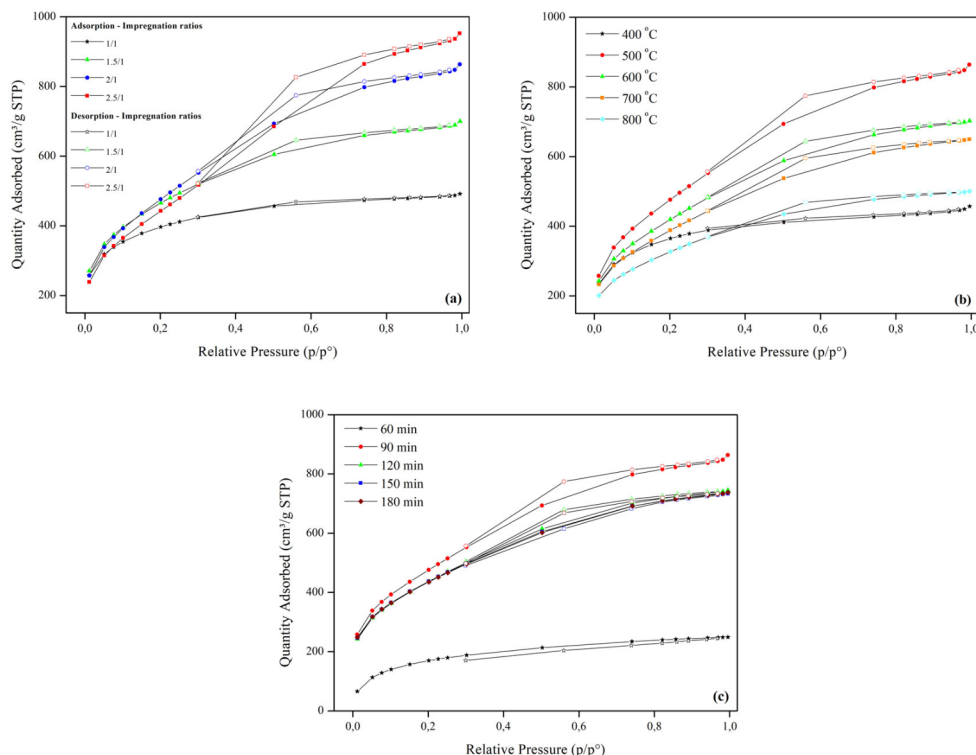 Adsorption - Impregnation ratios
1/1
1.5/1
2/1
2.5/1
Desorption - Impregnation ratios
1/1
1.5/1
2/1
2.5/1
1000
800
600
400
200
0,0
0,2
0,4
0,6
0,8
1,0
Quantity Adsorbed (cm³/g STP)
Relative Pressure (p/p°)
(a)
400 °C
500 °C
600 °C
700 °C
800 °C
1000
800
600
400
200
0,0
0,2
0,4
0,6
0,8
1,0
Quantity Adsorbed (cm³/g STP)
Relative Pressure (p/p°)
(b)
60 min
90 min
120 min
150 min
180 min
1000
800
600
400
200
0
0,0
0,2
0,4
0,6
0,8
1,0
Quantity Adsorbed (cm³/g STP)
Relative Pressure (p/p°)
(c)